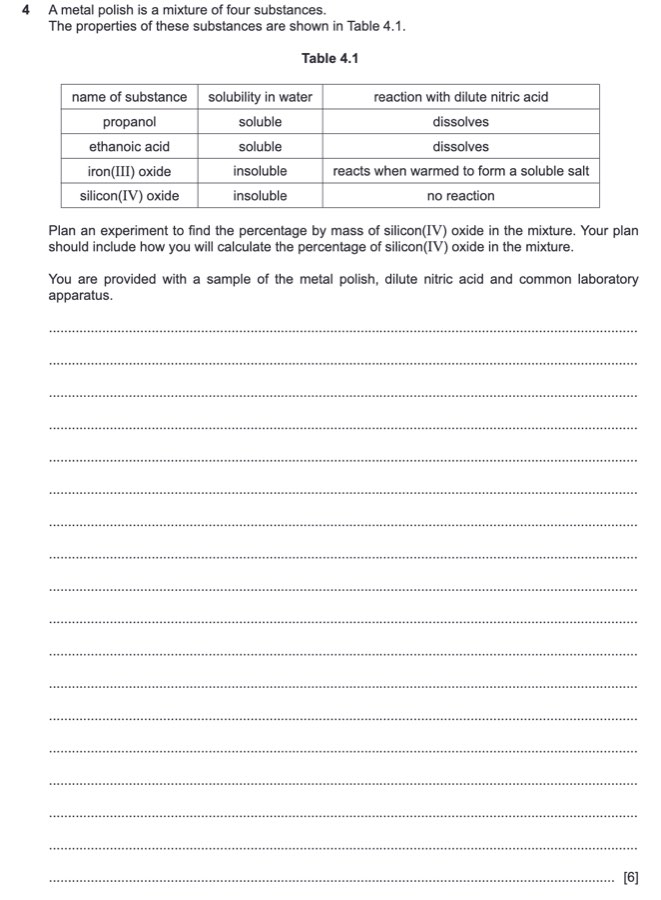 4 A metal polish is a mixture of four substances.
The properties of these substances are shown in Table 4.1.
Table 4.1
name of substance solubility in water reaction with dilute nitric acid
propanol soluble dissolves
ethanoic acid soluble dissolves
iron(III) oxide insoluble reacts when warmed to form a soluble salt
silicon(IV) oxide insoluble no reaction
Plan an experiment to find the percentage by mass of silicon(IV) oxide in the mixture. Your plan
should include how you will calculate the percentage of silicon(IV) oxide in the mixture.
You are provided with a sample of the metal polish, dilute nitric acid and common laboratory
apparatus.
[6]